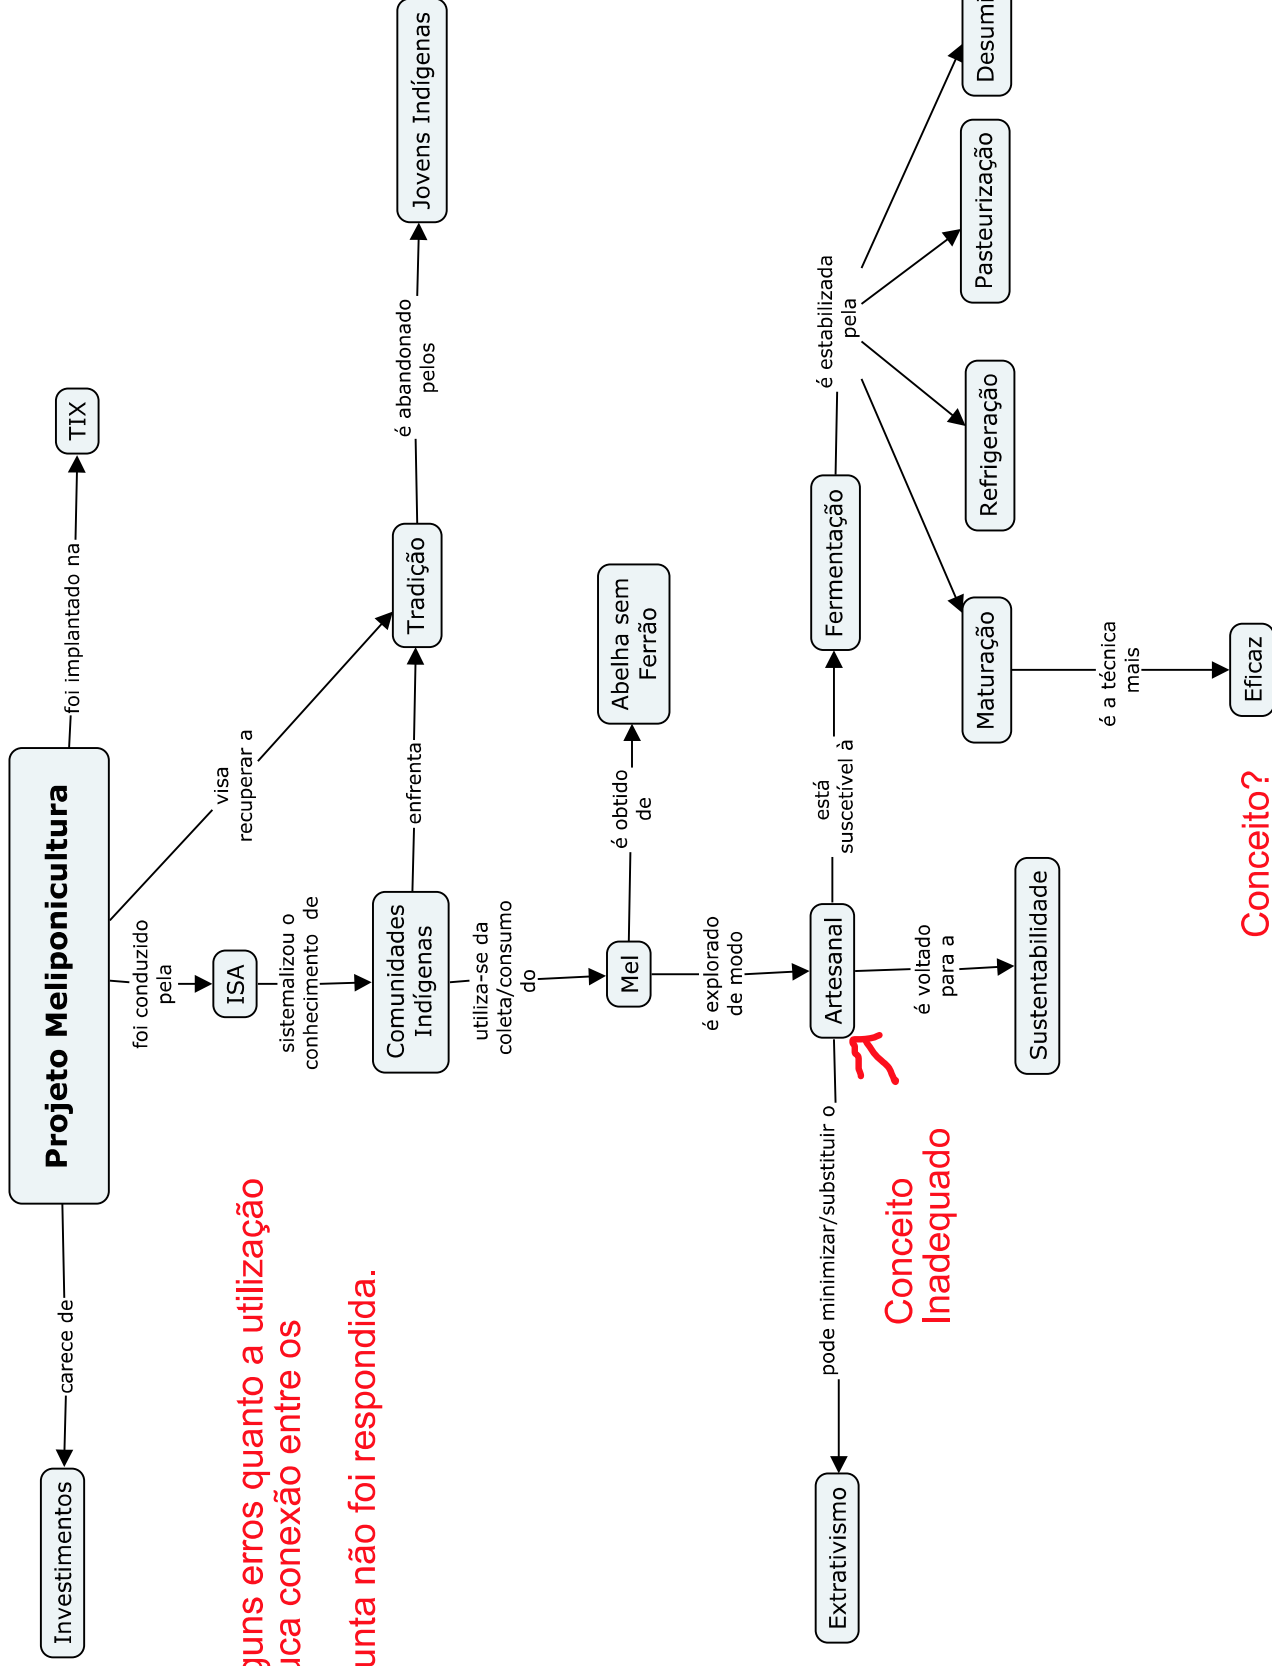 Projeto Meliponicultura
carece de
Investimentos
foi implantado na
TIX
foi conduzido
pela
ISA
visa
recuperar a
sistemalizou o
conhecimento de
Comunidades
Indígenas
enfrenta
Tradição
é abandonado
pelos
Jovens Indígenas
utiliza-se da
coleta/consumo
do
Mel
é obtido
de
Abelha sem
Ferrão
é explorado
de modo
Artesanal
pode minimizar/substituir o
Extrativismo
é voltado
para a
Sustentabilidade
está
suscetível à
Fermentação
é estabilizada
pela
Maturação
Refrigeração
Pasteurização
é a técnica
mais
Eficaz
erros quanto a utilização
conexão entre os
não foi respondida.
Conceito
Inadequado
Conceito?